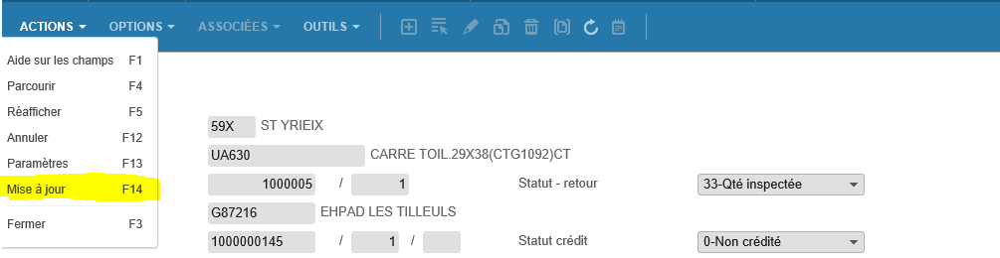 ACTIONS OPTIONS ASSOCIÉES OUTILS
Aide sur les champs F1
Parcourir F4
Réafficher F5
Annuler F12
Paramètres F13
Mise à jour F14
Fermer F3
59X ST YRIEIX
UA630 CARRE TOIL.29X38(CTG1092)CT
1000005 / 1 Statut - retour 33-Qté inspectée
G87216 EHPAD LES TILLEULS
1000000145 / 1 / Statut crédit 0-Non crédité